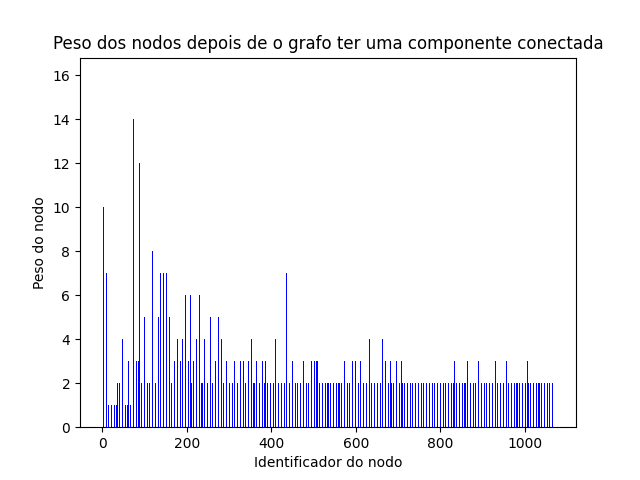 Peso dos nodos depois de o grafo ter uma componente conectada
Peso do nodo
16
14
12
10
8
6
4
2
0
0 200 400 600 800 1000
Identificador do nodo